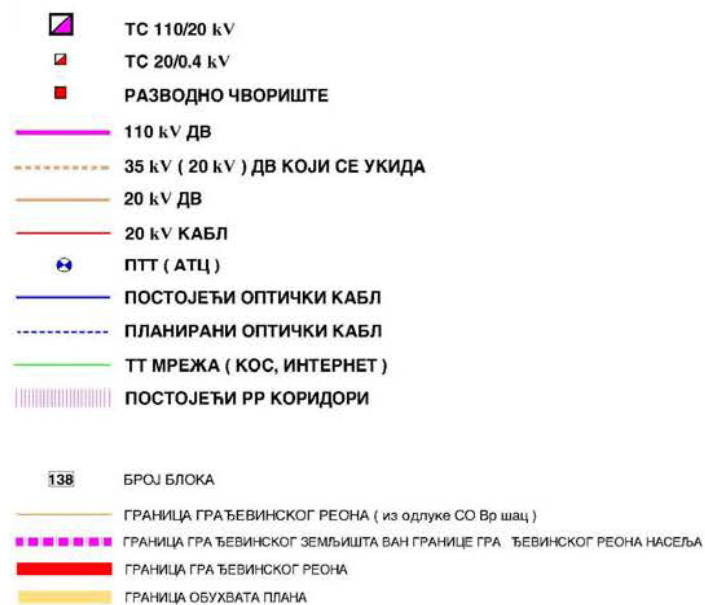 ТС 110/20 kV
ТС 20/0.4 kV
РАЗВОДНО ЧВОРИШТЕ
110 kV ДВ
35 kV ( 20 kV ) ДВ КОЈИ СЕ УКИДА
20 kV ДВ
20 kV КАБЛ
ПТТ ( АТЦ )
ПОСТОЈЕЋИ ОПТИЧКИ КАБЛ
ПЛАНИРАНИ ОПТИЧКИ КАБЛ
ТТ МРЕЖА ( КОС, ИНТЕРНЕТ )
ПОСТОЈЕЋИ РР КОРИДОРИ
138 БРОЈ БЛОКА
ГРАНИЦА ГРАЂЕВИНСКОГ РЕОНА ( из одлуке СО Вр шац )
ГРАНИЦА ГРА ЂЕВИНСКОГ ЗЕМЉИШТА ВАН ГРАНИЦЕ ГРА ЂЕВИНСКОГ РЕОНА НАСЕЉА
ГРАНИЦА ГРА ЂЕВИНСКОГ РЕОНА
ГРАНИЦА ОБУХВАТА ПЛАНА